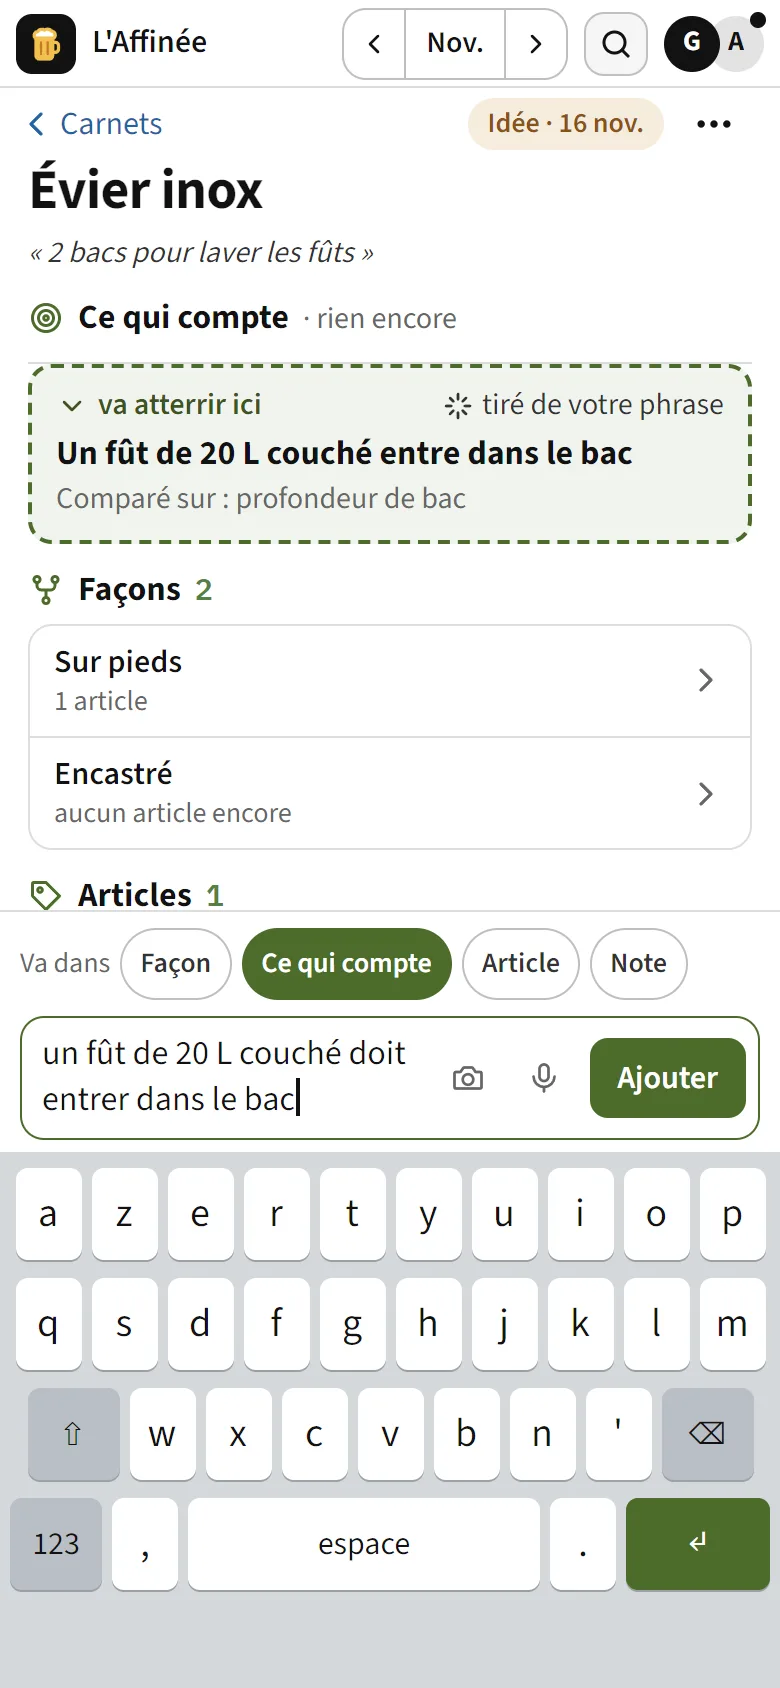 L'Affinée
Nov.
G
A
Carnets
Idée · 16 nov.
Évier inox
« 2 bacs pour laver les fûts »
Ce qui compte · rien encore
va atterrir ici
tiré de votre phrase
Un fût de 20 L couché entre dans le bac
Comparé sur : profondeur de bac
Façons 2
Sur pieds
1 article
Encastré
aucun article encore
Articles 1
Va dans
Façon
Ce qui compte
Article
Note
un fût de 20 L couché doit
entrer dans le bac
Ajouter
a z e r t y u i o p
q s d f g h j k l m
w x c v b n '
123 , espace .